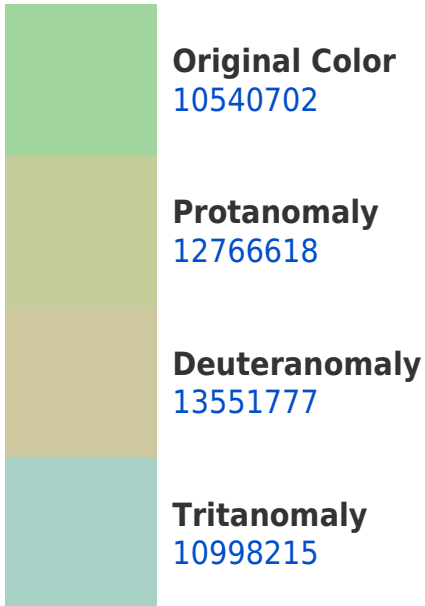 Original Color
10540702
Protanomaly
12766618
Deuteranomaly
13551777
Tritanomaly
10998215